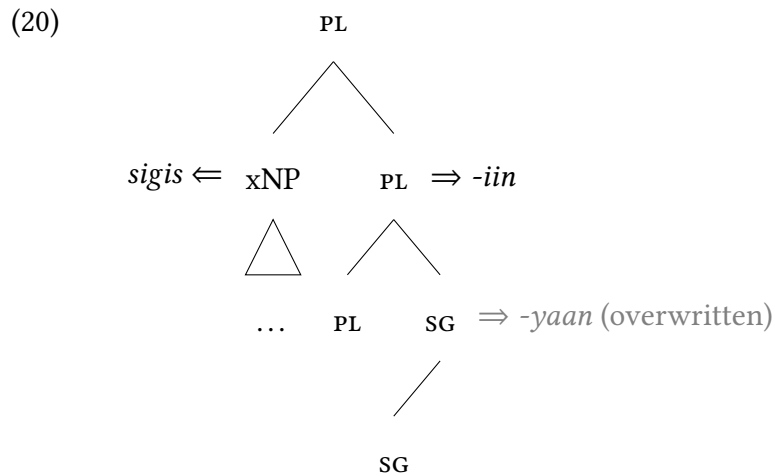 (20) PL
sigis ⇐ xNP PL ⇒ -iin
… PL SG ⇒ -yaan (overwritten)
SG